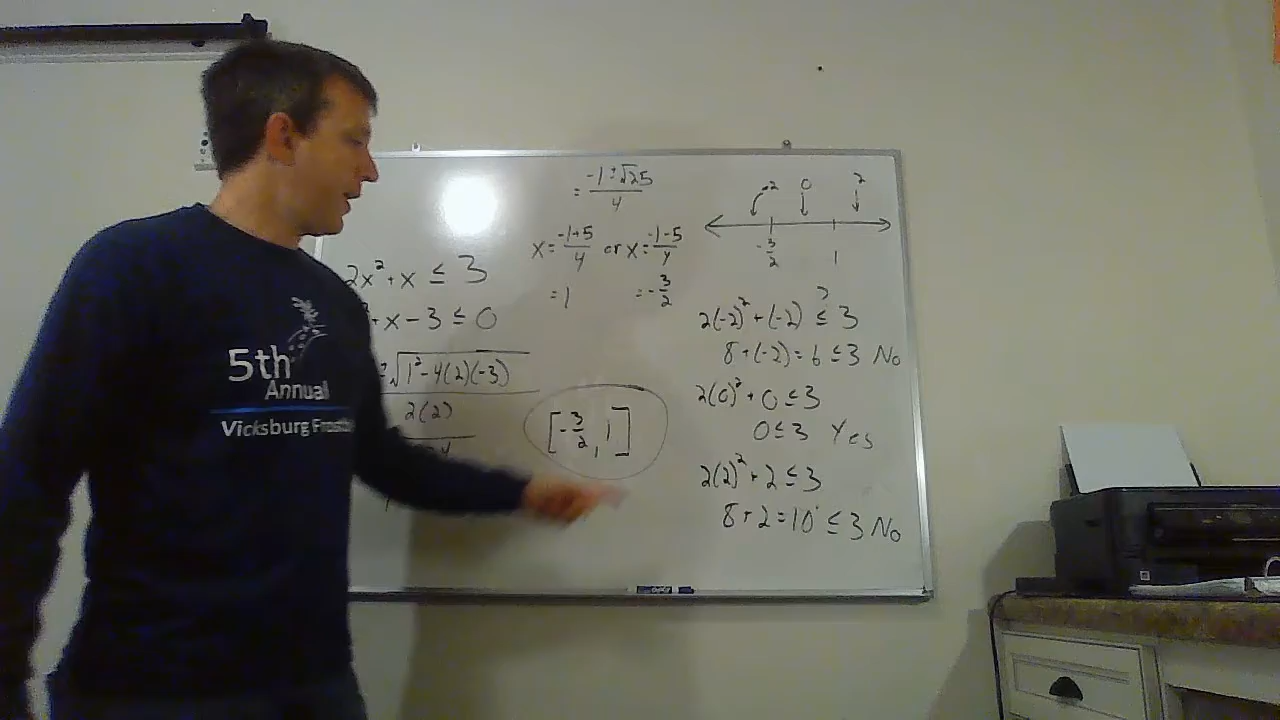 5th
Annual
Vicksburg
2x² + x ≤ 3
+ x - 3 ≤ 0
√1² - 4(2)(-3)
2(2)
= -1 ± √25 / 4
x = -1+5 / 4 or x = -1-5 / 4
= 1 = -3/2
[-3/2, 1]
-2 0 2
-3/2 1
?
2(-2)² + (-2) ≤ 3
8 + (-2) = 6 ≤ 3 No
2(0)² + 0 ≤ 3
0 ≤ 3 Yes
2(2)² + 2 ≤ 3
8 + 2 = 10 ≤ 3 No